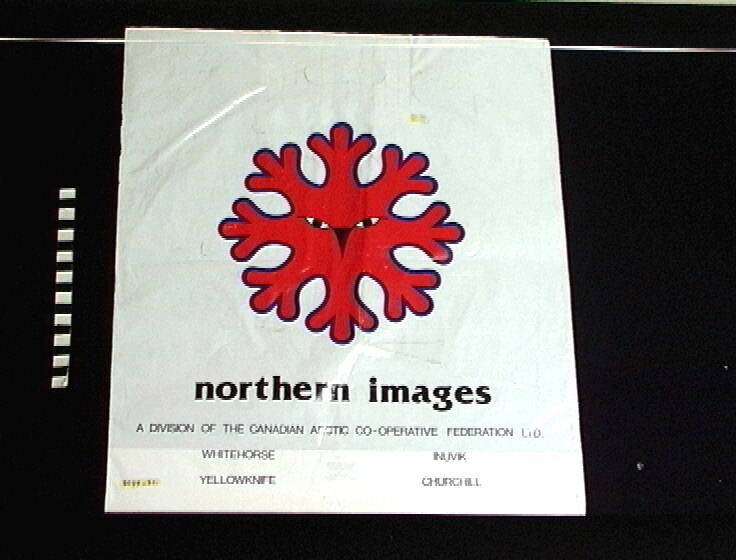 northern images
A DIVISION OF THE CANADIAN ARCTIC CO-OPERATIVE FEDERATION LTD.
WHITEHORSE INUVIK
YELLOWKNIFE CHURCHILL